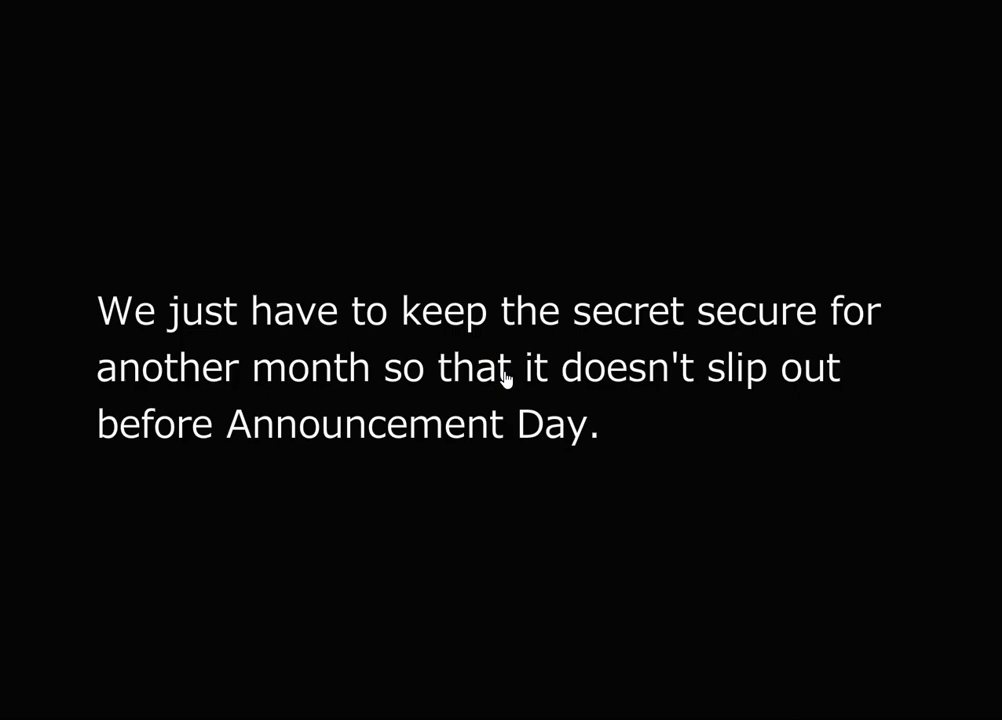 We just have to keep the secret secure for
another month so that it doesn't slip out
before Announcement Day.